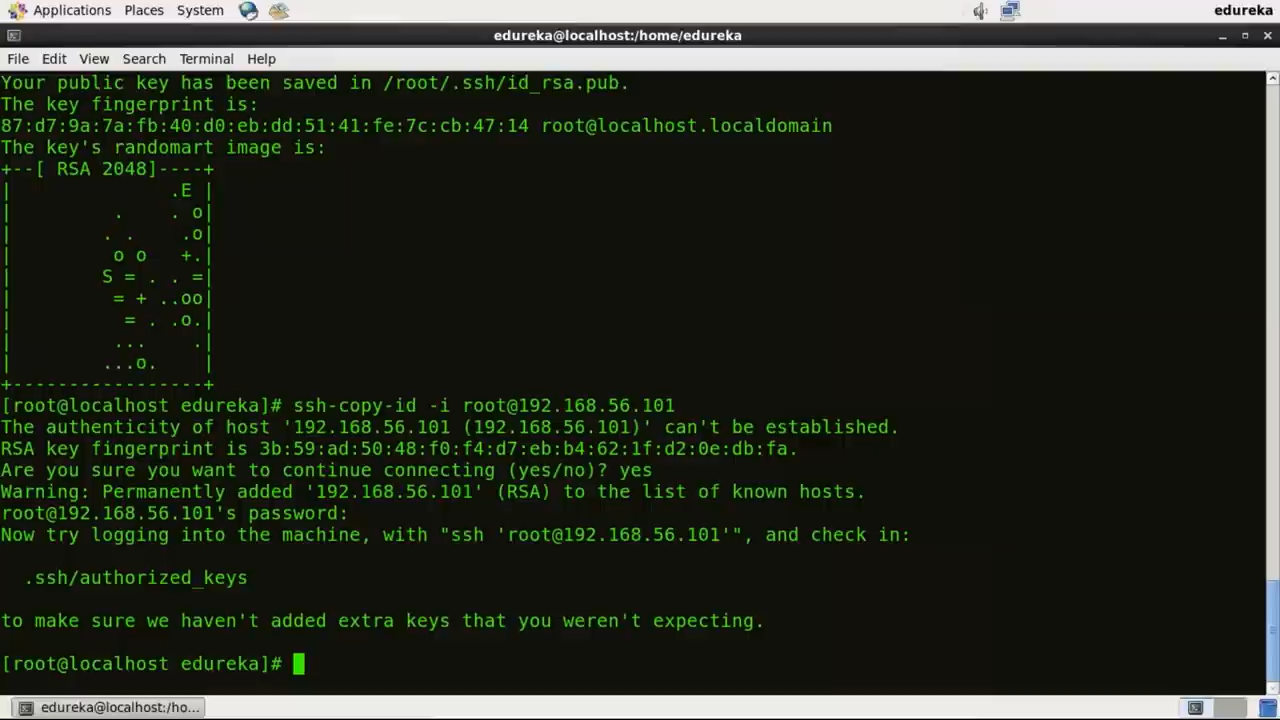 Applications Places System edureka
edureka@localhost:/home/edureka
File Edit View Search Terminal Help
Your public key has been saved in /root/.ssh/id_rsa.pub.
The key fingerprint is:
87:d7:9a:7a:fb:40:d0:eb:dd:51:41:fe:7c:cb:47:14 root@localhost.localdomain
The key's randomart image is:
+--[ RSA 2048]----+
|              .E |
|         .    . o|
|        . .    .o|
|         o o   +.|
|        S = . . =|
|         = + ..oo|
|          = . .o.|
|         ...    .|
|        ...o.    |
+-----------------+
[root@localhost edureka]# ssh-copy-id -i root@192.168.56.101
The authenticity of host '192.168.56.101 (192.168.56.101)' can't be established.
RSA key fingerprint is 3b:59:ad:50:48:f0:f4:d7:eb:b4:62:1f:d2:0e:db:fa.
Are you sure you want to continue connecting (yes/no)? yes
Warning: Permanently added '192.168.56.101' (RSA) to the list of known hosts.
root@192.168.56.101's password:
Now try logging into the machine, with "ssh 'root@192.168.56.101'", and check in:
.ssh/authorized_keys
to make sure we haven't added extra keys that you weren't expecting.
[root@localhost edureka]#
edureka@localhost:/ho...